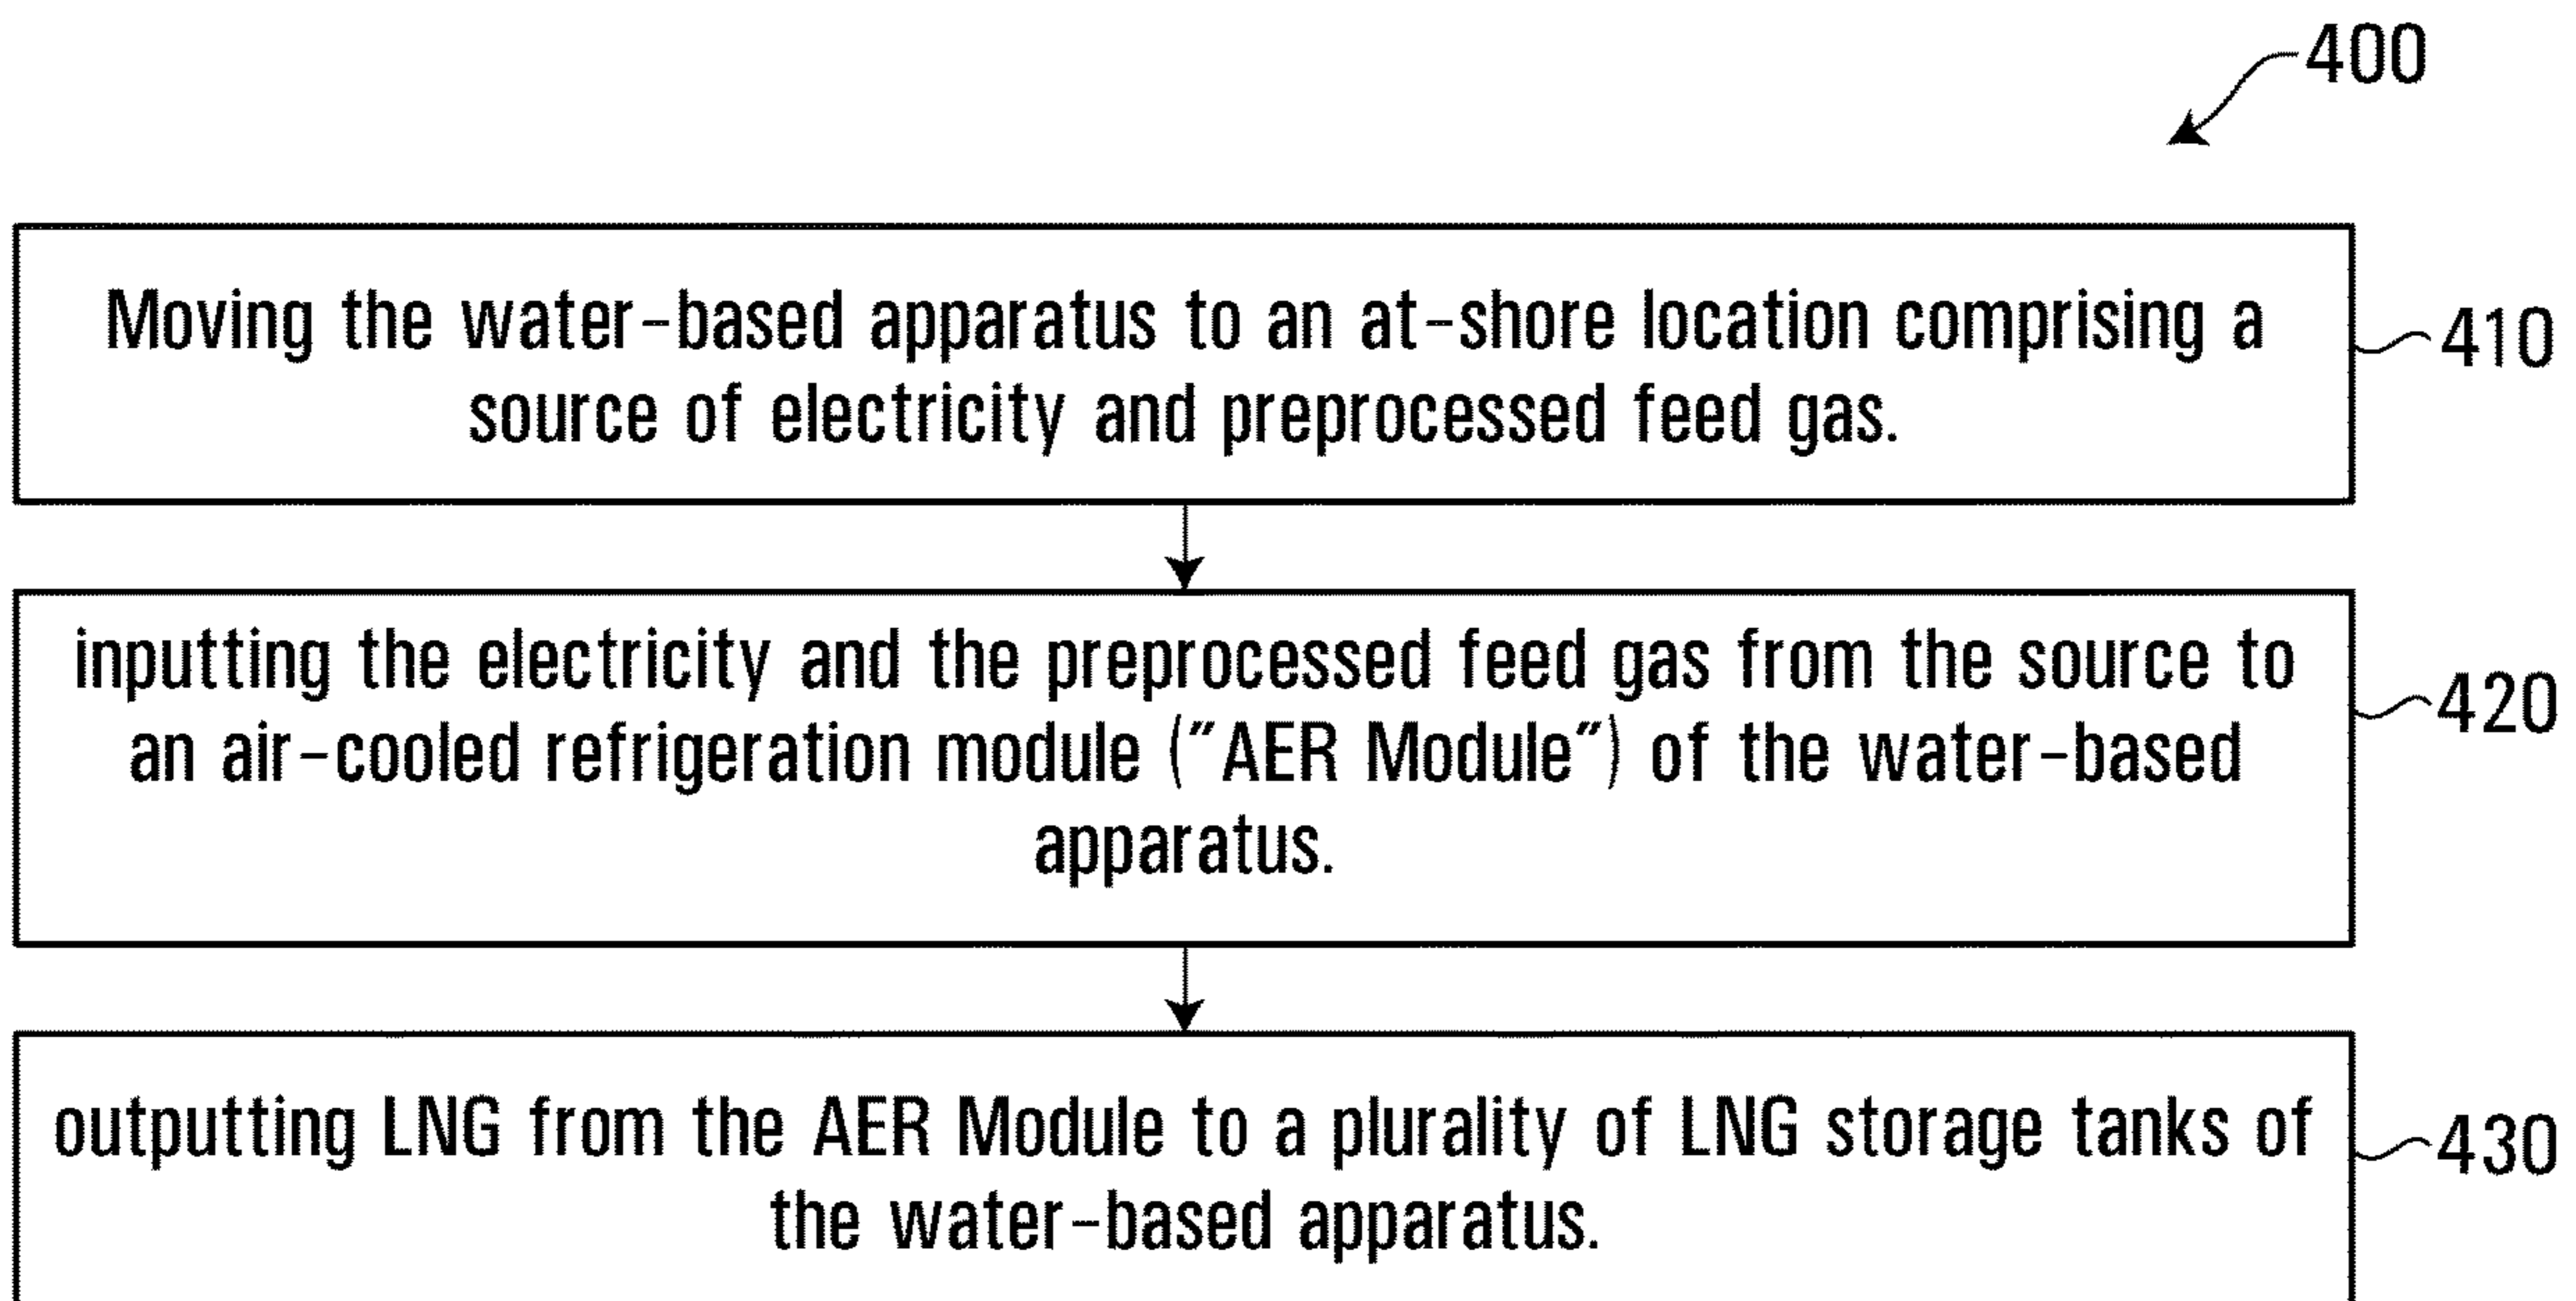 400
Moving the water-based apparatus to an at-shore location comprising a
source of electricity and preprocessed feed gas.
410
inputting the electricity and the preprocessed feed gas from the source to
an air-cooled refrigeration module ("AER Module") of the water-based
apparatus.
420
outputting LNG from the AER Module to a plurality of LNG storage tanks of
the water-based apparatus.
430